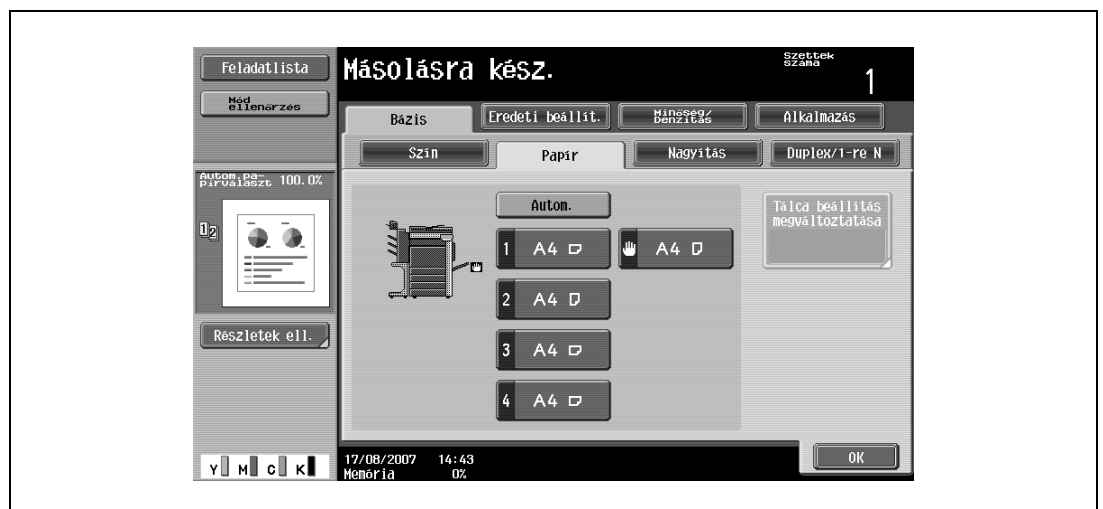 Feladatlista
Mód
ellenőrzés
Másolásra kész.
Szettek
száma
1
Bázis
Eredeti beállít.
Minőség/
Denzitás
Alkalmazás
Szín
Papír
Nagyítás
Duplex/1-re N
Autom.pa-
pírválaszt 100.0%
1 2
Autom.
Tálca beállítás
megváltoztatása
1 A4
A4
2 A4
3 A4
4 A4
Részletek ell.
Y M C K
17/08/2007 14:43
Memória 0%
OK